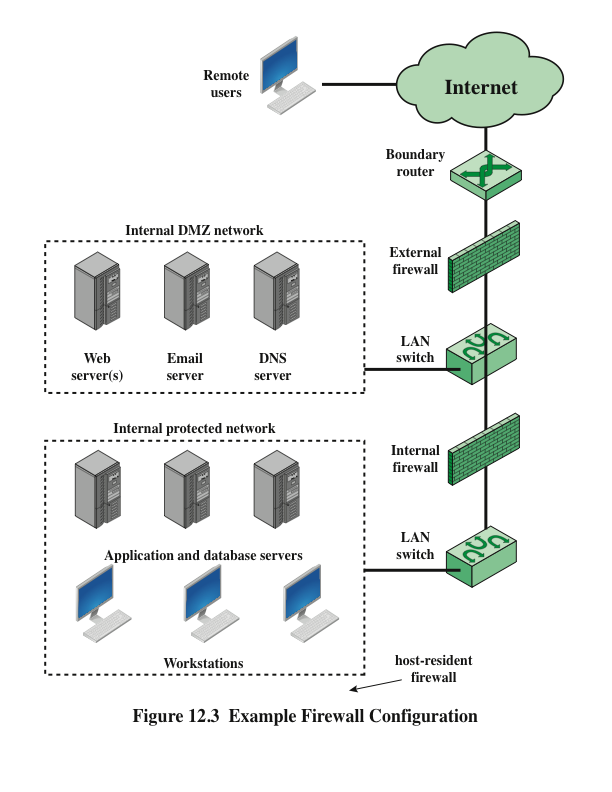 Remote
users
Internet
Boundary
router
Internal DMZ network
External
firewall
Web
server(s)
Email
server
DNS
server
LAN
switch
Internal protected network
Internal
firewall
Application and database servers
LAN
switch
Workstations
host-resident
firewall
Figure 12.3 Example Firewall Configuration